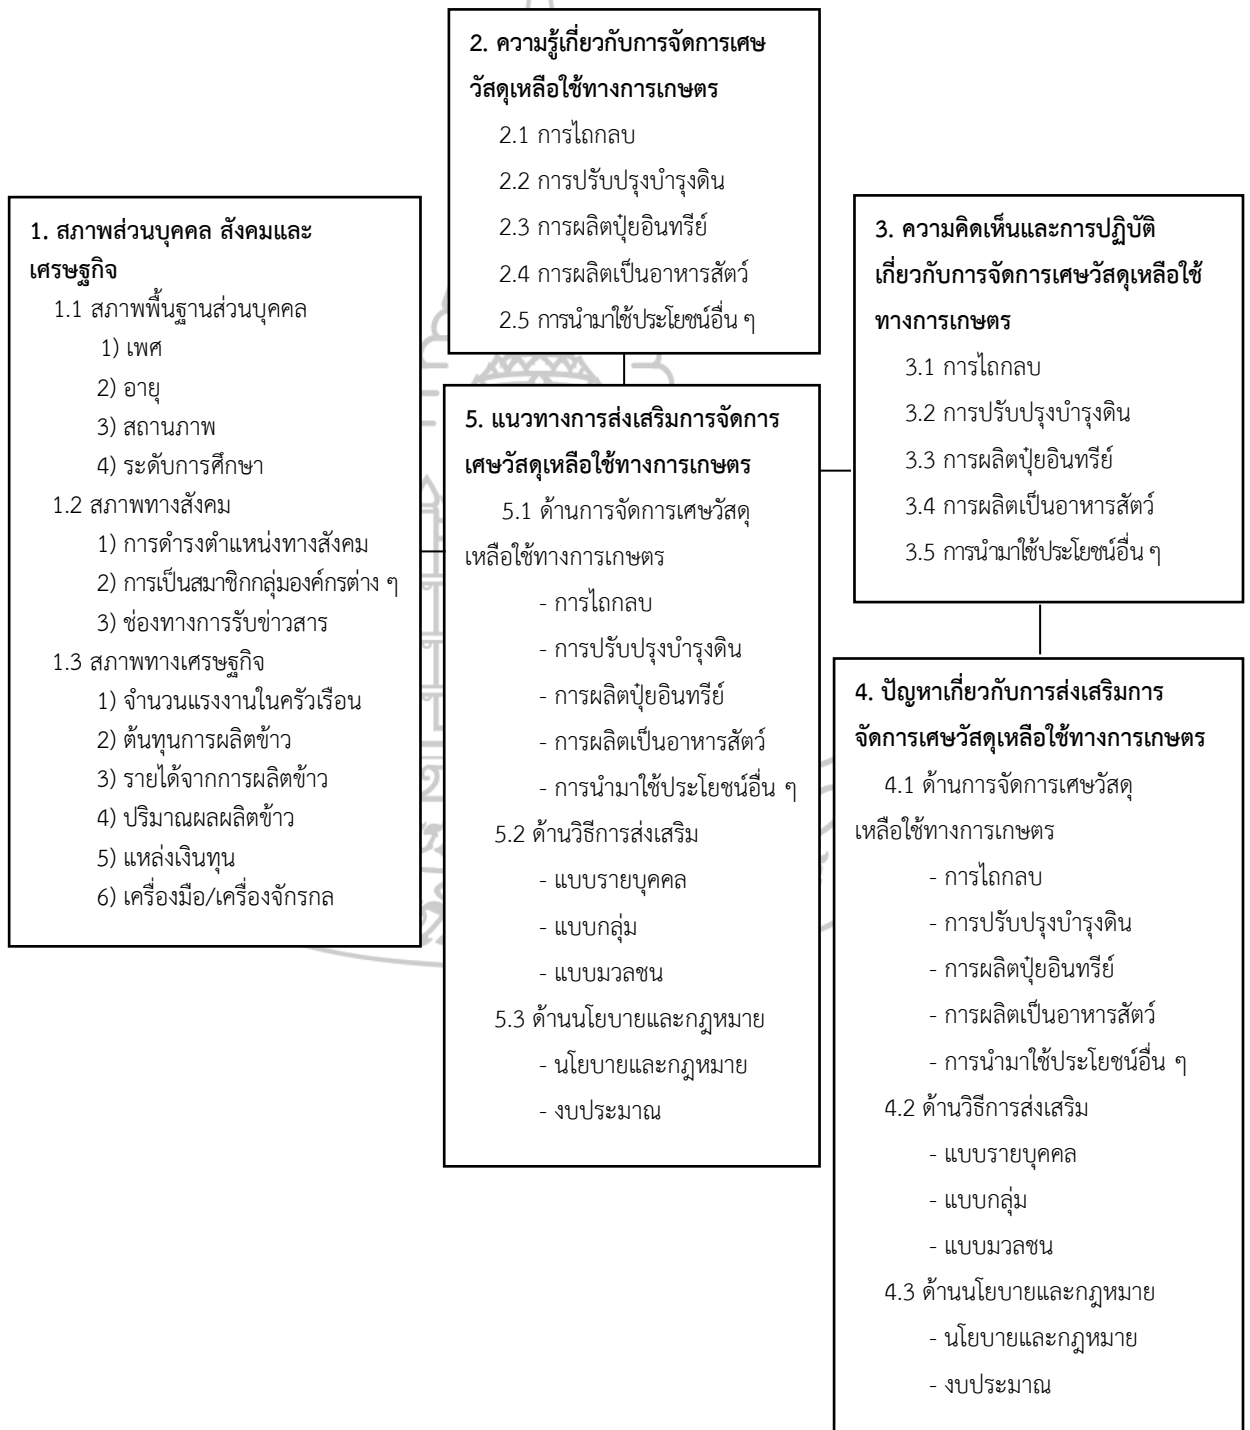 2. ความรู้เกี่ยวกับการจัดการเศษ
วัสดุเหลือใช้ทางการเกษตร
2.1 การไถกลบ
2.2 การปรับปรุงบำรุงดิน
2.3 การผลิตปุ๋ยอินทรีย์
2.4 การผลิตเป็นอาหารสัตว์
2.5 การนำมาใช้ประโยชน์อื่น ๆ
1. สภาพส่วนบุคคล สังคมและ
เศรษฐกิจ
1.1 สภาพพื้นฐานส่วนบุคคล
1) เพศ
2) อายุ
3) สถานภาพ
4) ระดับการศึกษา
1.2 สภาพทางสังคม
1) การดำรงตำแหน่งทางสังคม
2) การเป็นสมาชิกกลุ่มองค์กรต่าง ๆ
3) ช่องทางการรับข่าวสาร
1.3 สภาพทางเศรษฐกิจ
1) จำนวนแรงงานในครัวเรือน
2) ต้นทุนการผลิตข้าว
3) รายได้จากการผลิตข้าว
4) ปริมาณผลผลิตข้าว
5) แหล่งเงินทุน
6) เครื่องมือ/เครื่องจักรกล
5. แนวทางการส่งเสริมการจัดการ
เศษวัสดุเหลือใช้ทางการเกษตร
5.1 ด้านการจัดการเศษวัสดุ
เหลือใช้ทางการเกษตร
- การไถกลบ
- การปรับปรุงบำรุงดิน
- การผลิตปุ๋ยอินทรีย์
- การผลิตเป็นอาหารสัตว์
- การนำมาใช้ประโยชน์อื่น ๆ
5.2 ด้านวิธีการส่งเสริม
- แบบรายบุคคล
- แบบกลุ่ม
- แบบมวลชน
5.3 ด้านนโยบายและกฎหมาย
- นโยบายและกฎหมาย
- งบประมาณ
3. ความคิดเห็นและการปฏิบัติ
เกี่ยวกับการจัดการเศษวัสดุเหลือใช้
ทางการเกษตร
3.1 การไถกลบ
3.2 การปรับปรุงบำรุงดิน
3.3 การผลิตปุ๋ยอินทรีย์
3.4 การผลิตเป็นอาหารสัตว์
3.5 การนำมาใช้ประโยชน์อื่น ๆ
4. ปัญหาเกี่ยวกับการส่งเสริมการ
จัดการเศษวัสดุเหลือใช้ทางการเกษตร
4.1 ด้านการจัดการเศษวัสดุ
เหลือใช้ทางการเกษตร
- การไถกลบ
- การปรับปรุงบำรุงดิน
- การผลิตปุ๋ยอินทรีย์
- การผลิตเป็นอาหารสัตว์
- การนำมาใช้ประโยชน์อื่น ๆ
4.2 ด้านวิธีการส่งเสริม
- แบบรายบุคคล
- แบบกลุ่ม
- แบบมวลชน
4.3 ด้านนโยบายและกฎหมาย
- นโยบายและกฎหมาย
- งบประมาณ